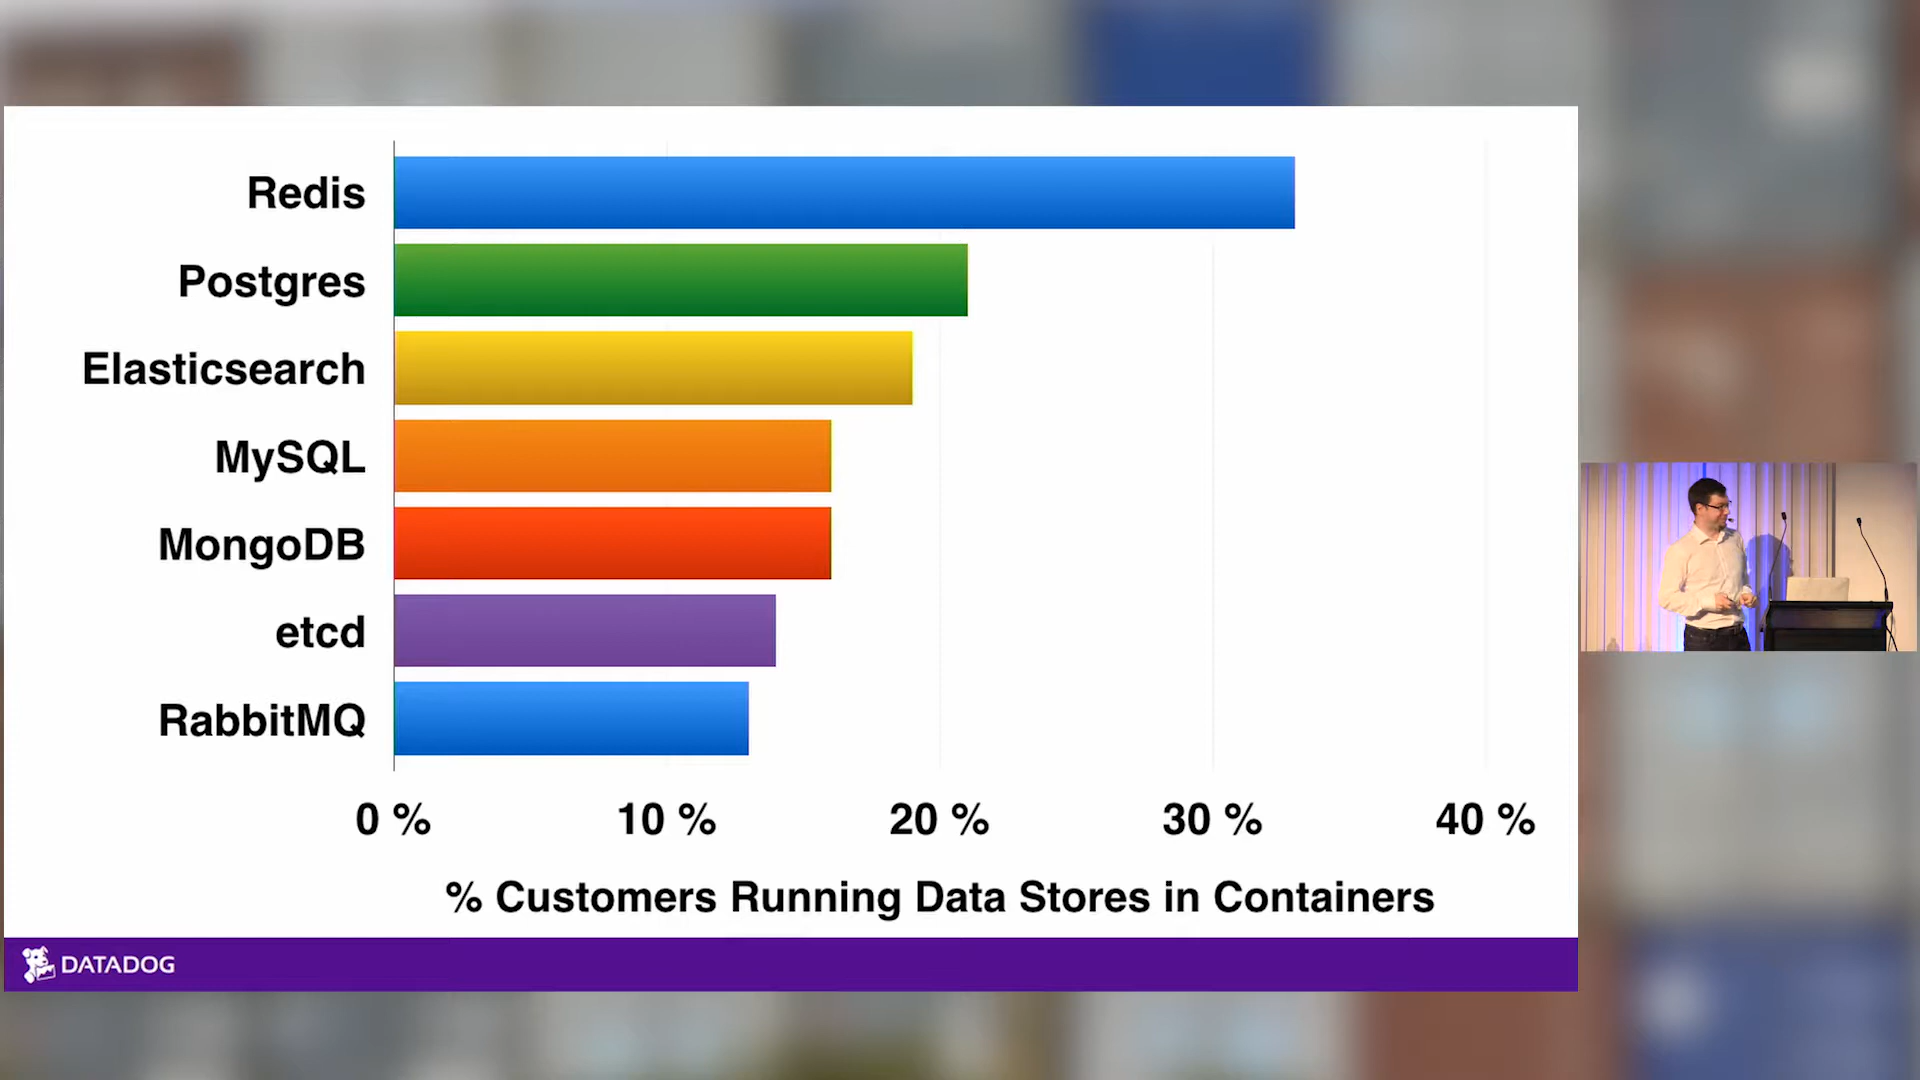 Redis
Postgres
Elasticsearch
MySQL
MongoDB
etcd
RabbitMQ
0 % 10 % 20 % 30 % 40 %
% Customers Running Data Stores in Containers
DATADOG